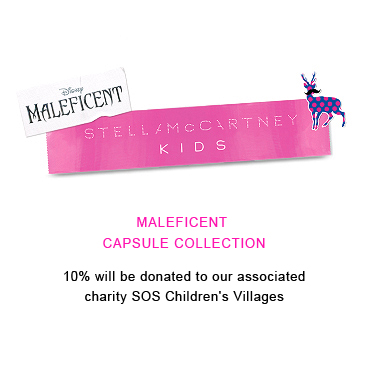 Disney
MALEFICENT
STELLA McCARTNEY
KIDS
MALEFICENT
CAPSULE COLLECTION
10% will be donated to our associated
charity SOS Children's Villages